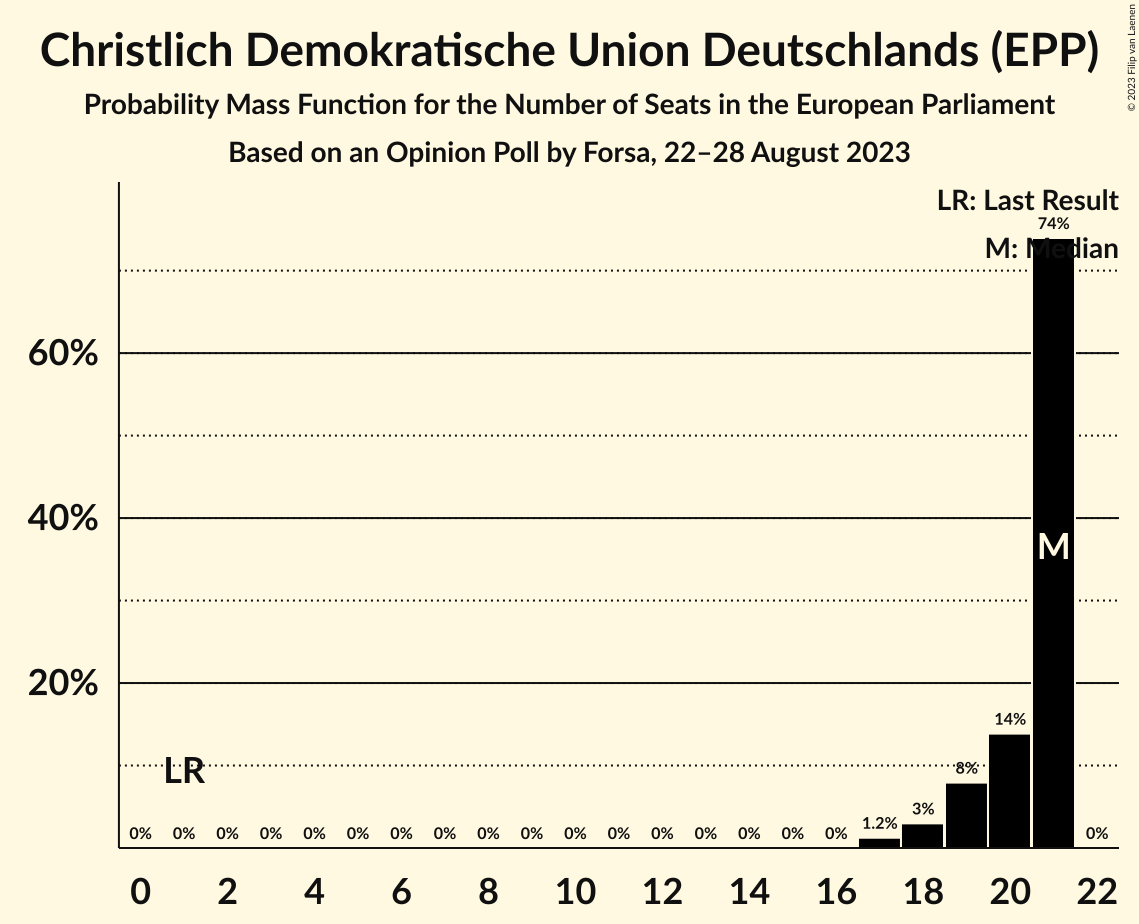 Christlich Demokratische Union Deutschlands (EPP)
Probability Mass Function for the Number of Seats in the European Parliament
Based on an Opinion Poll by Forsa, 22–28 August 2023
© 2023 Filip van Laenen
LR: Last Result
74%
M: Median
60%
40%
M
20%
14%
LR
8%
3%
1.2%
0% 0% 0% 0% 0% 0% 0% 0% 0% 0% 0% 0% 0% 0% 0% 0% 0% 0%
0 2 4 6 8 10 12 14 16 18 20 22